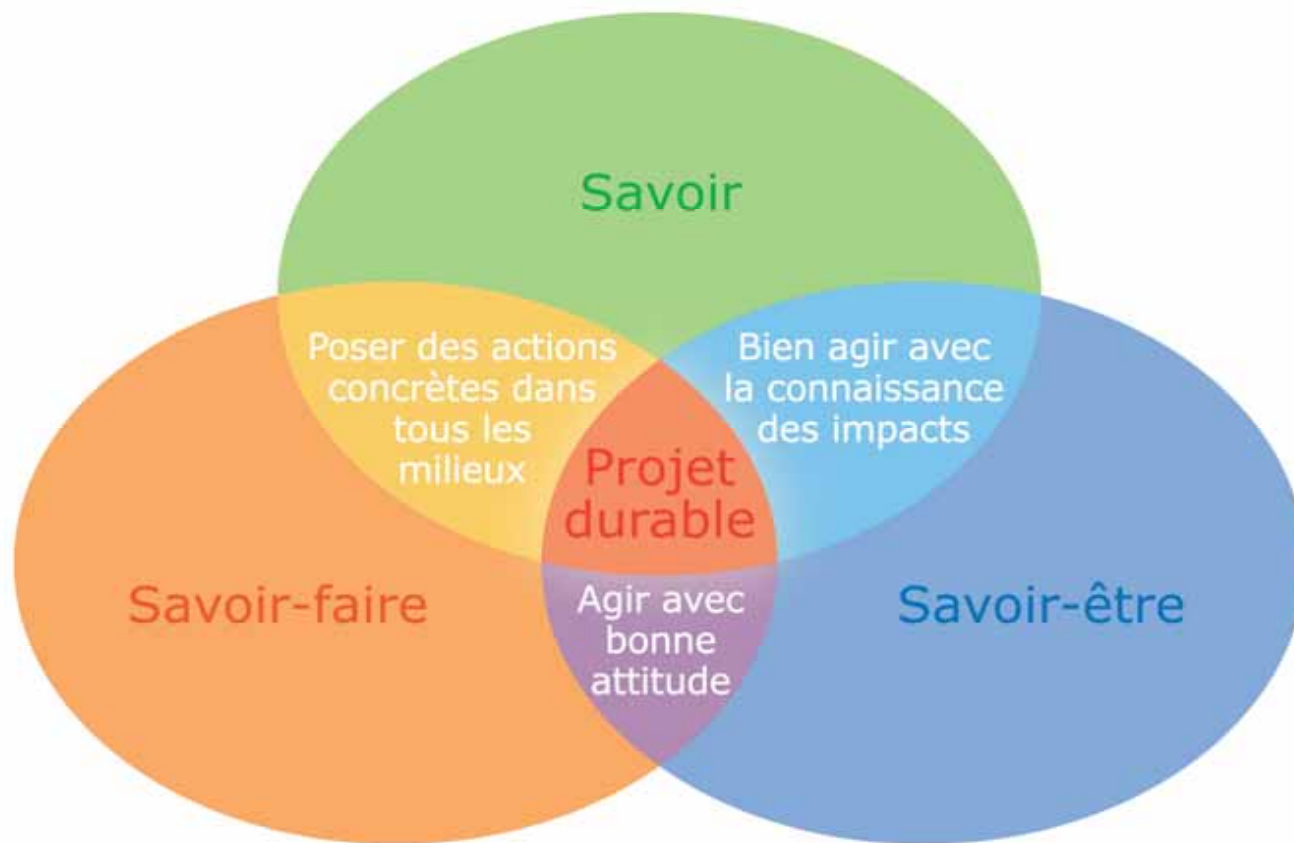 Savoir
Poser des actions
concrètes dans
tous les
milieux
Bien agir avec
la connaissance
des impacts
Projet
durable
Savoir-faire
Agir avec
bonne
attitude
Savoir-être